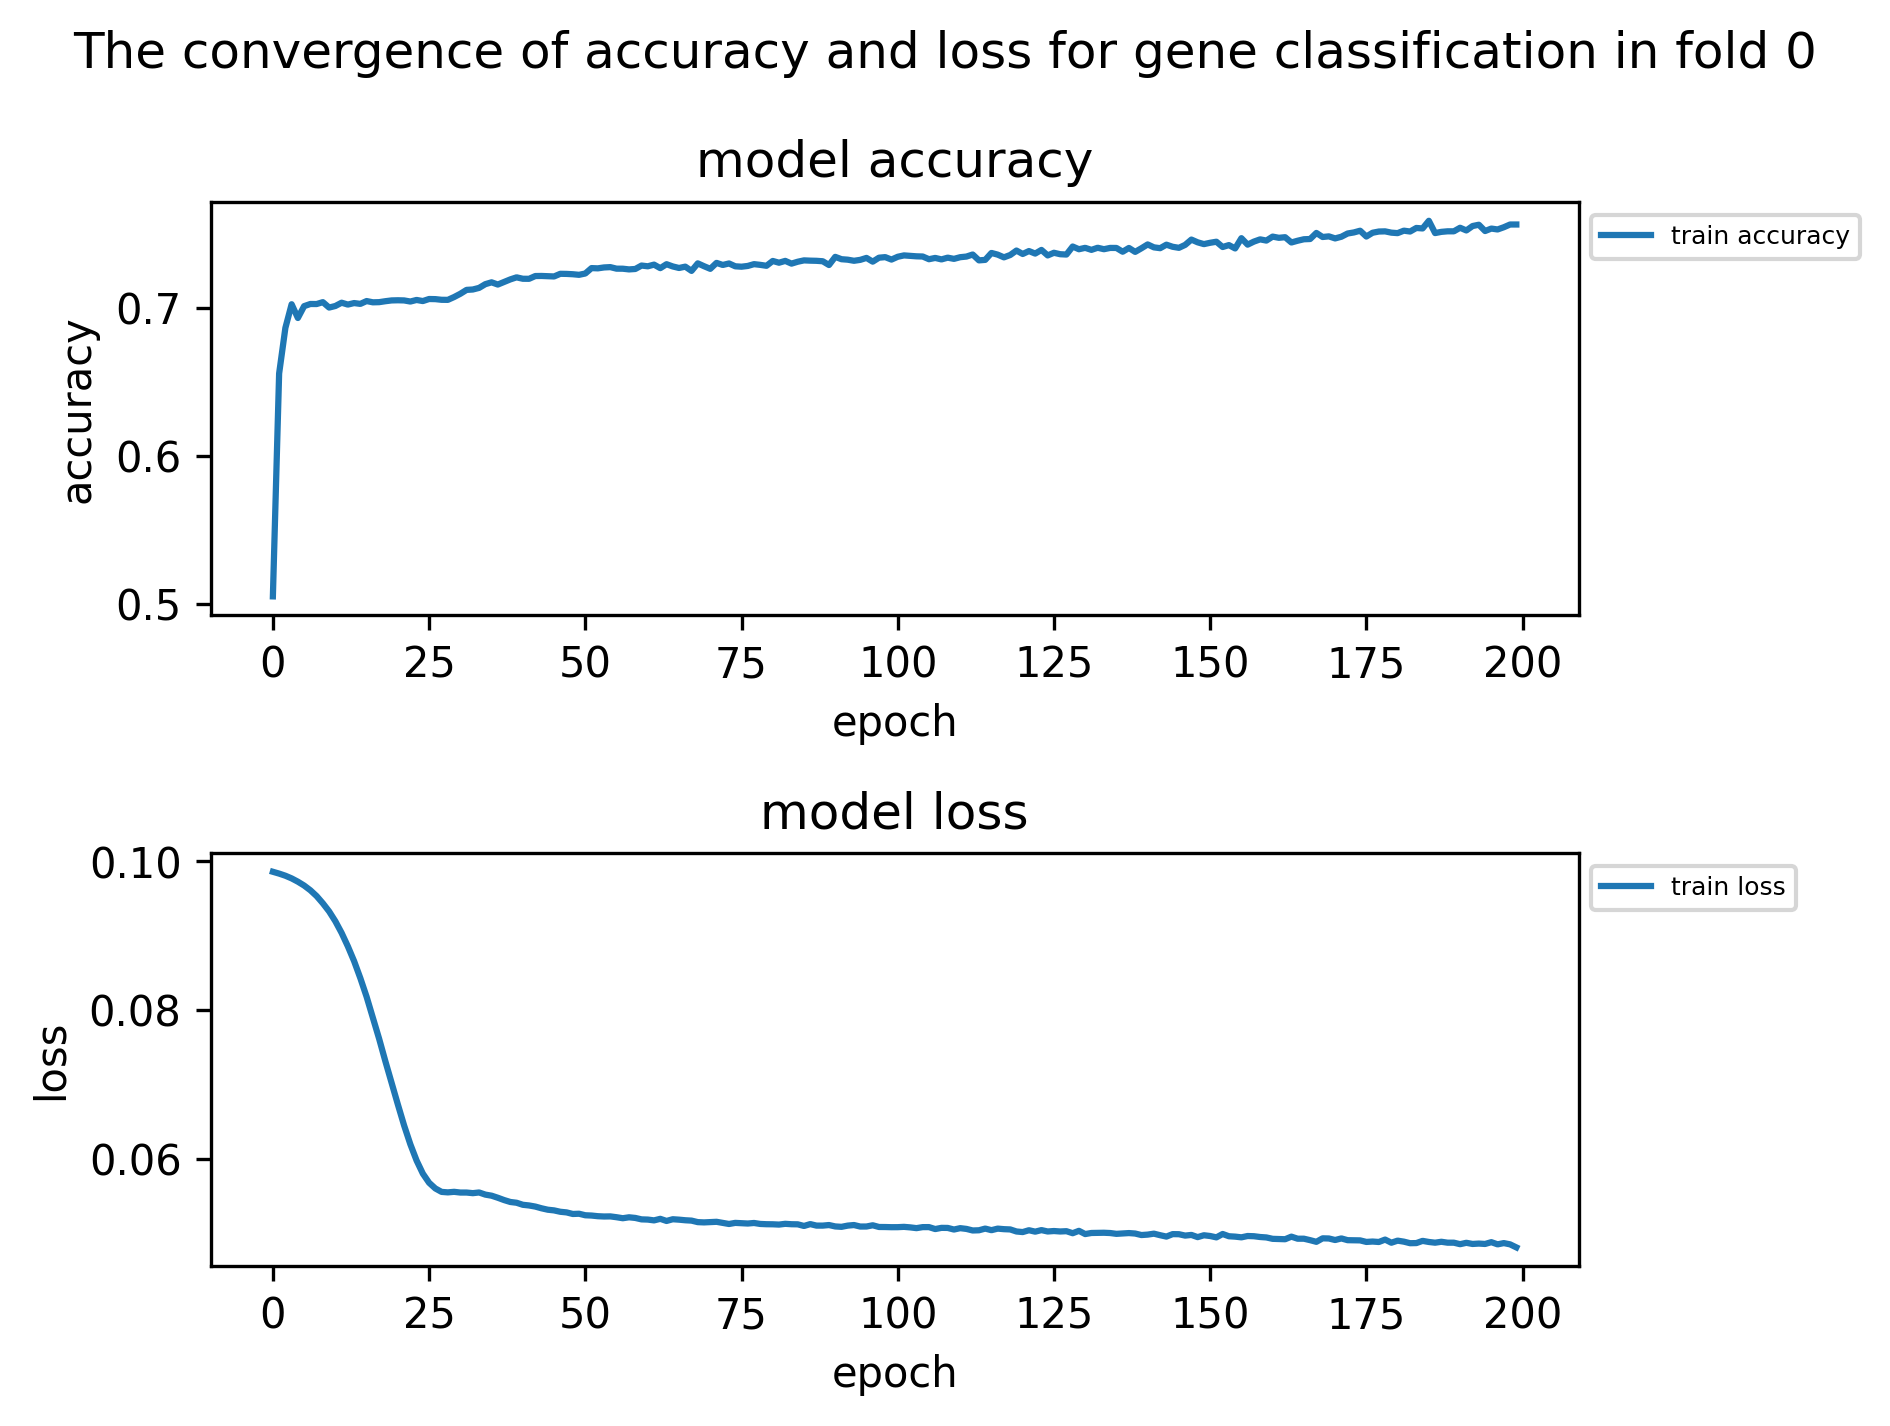 The convergence of accuracy and loss for gene classification in fold 0
model accuracy
train accuracy
accuracy
0.7
0.6
0.5
0 25 50 75 100 125 150 175 200
epoch
model loss
train loss
loss
0.10
0.08
0.06
0 25 50 75 100 125 150 175 200
epoch